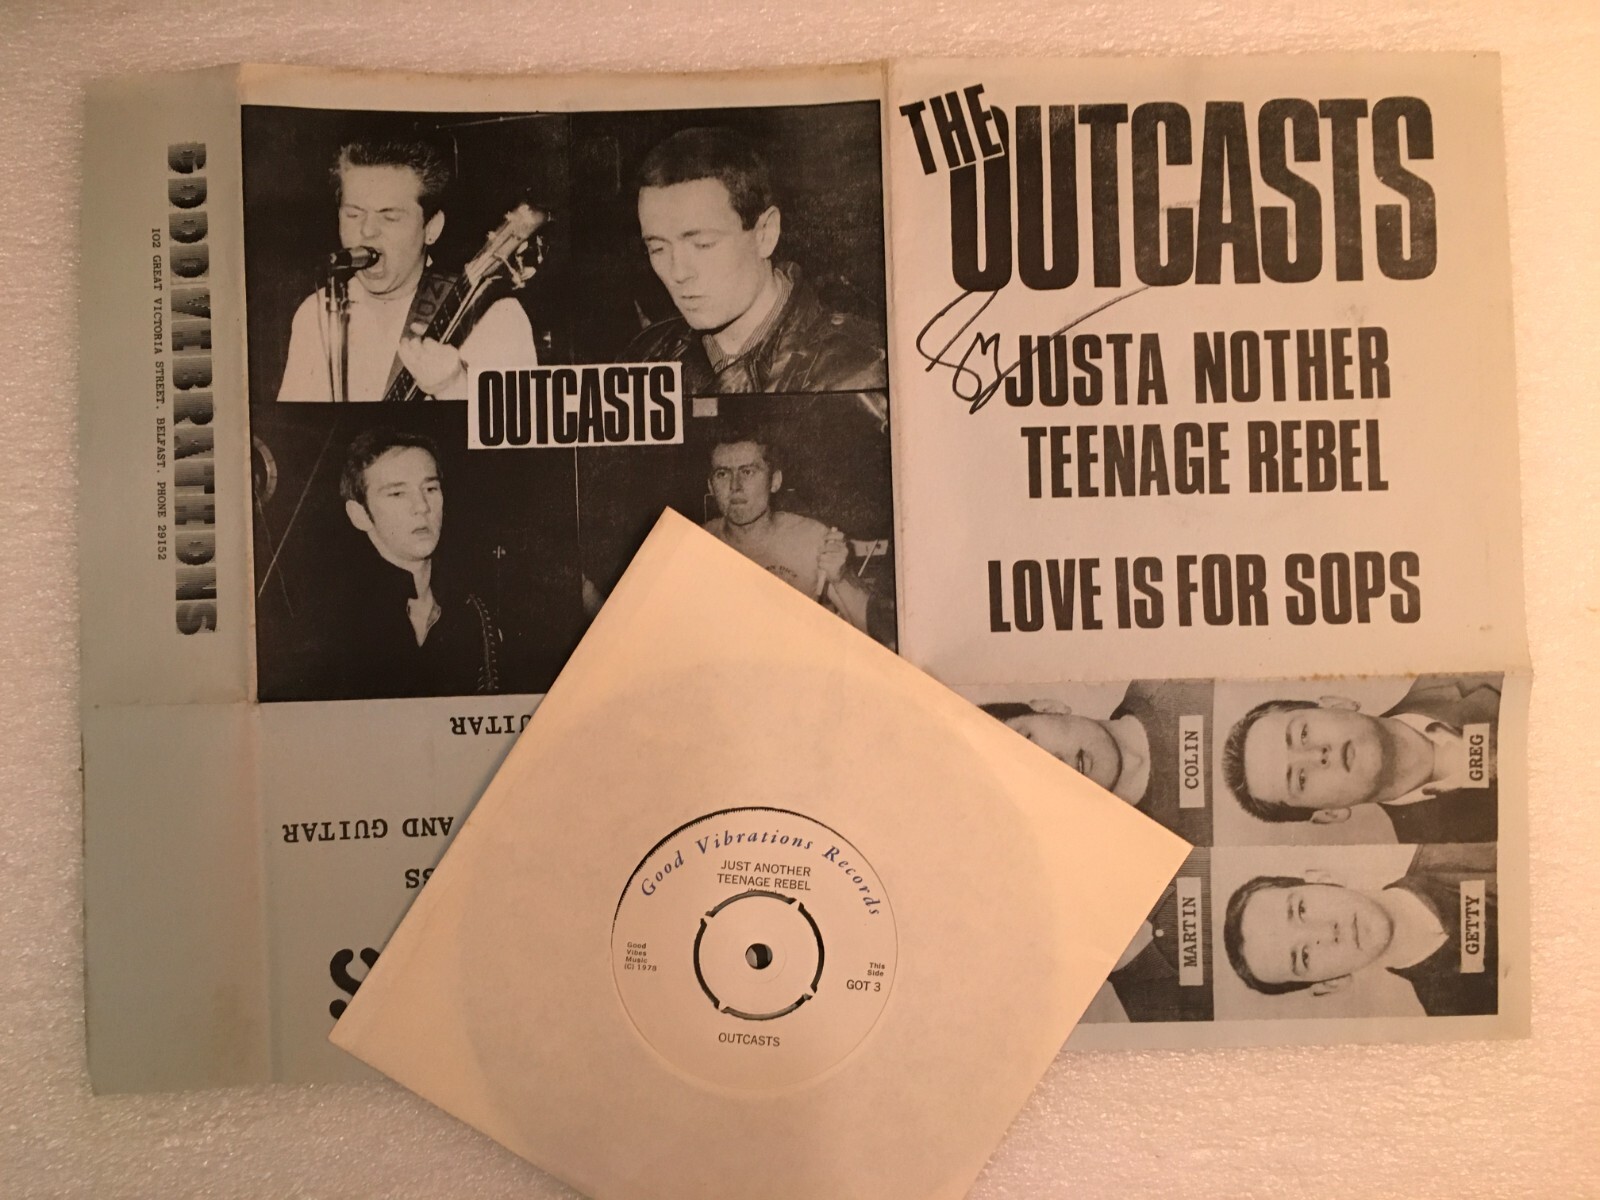 GOOD VIBRATIONS
102 GREAT VICTORIA STREET. BELFAST. PHONE 29152
OUTCASTS
THE
OUTCASTS
JUSTA NOTHER
TEENAGE REBEL
LOVE IS FOR SOPS
COLIN
GREG
MARTIN
GETTY
AND GUITAR
Good Vibrations Records
JUST ANOTHER
TEENAGE REBEL
Good
Vibes
Music
(C) 1978
This
Side
GOT 3
OUTCASTS